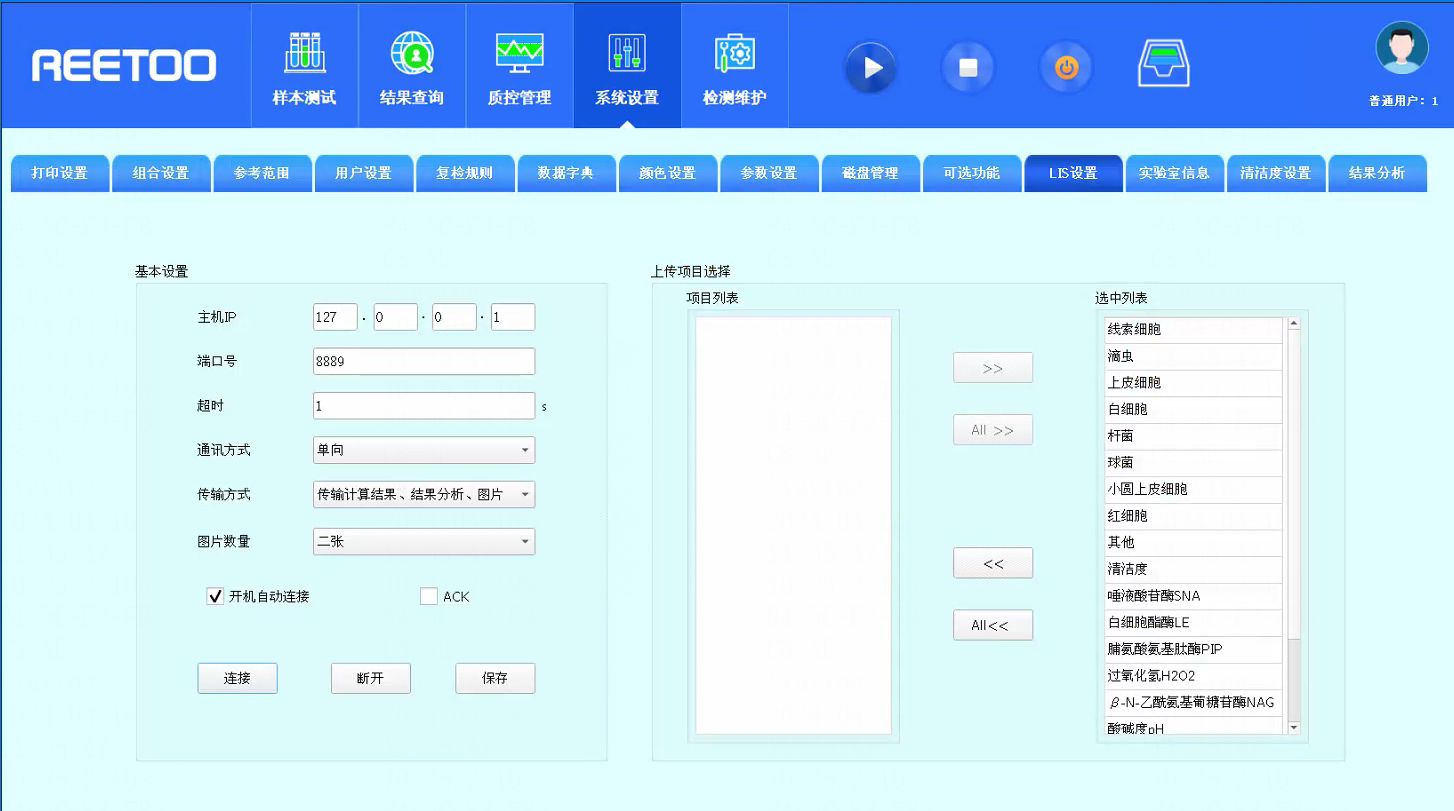 REETOO
样本测试
结果查询
质控管理
系统设置
检测维护
普通用户：1
打印设置
组合设置
参考范围
用户设置
复检规则
数据字典
颜色设置
参数设置
磁盘管理
可选功能
LIS设置
实验室信息
清洁度设置
结果分析
基本设置
主机IP 127 . 0 . 0 . 1
端口号 8889
超时 1 s
通讯方式 单向
传输方式 传输计算结果、结果分析、图片
图片数量 二张
开机自动连接 ACK
连接 断开 保存
上传项目选择
项目列表
>>
All >>
<<
All<<
选中列表
线索细胞
滴虫
上皮细胞
白细胞
杆菌
球菌
小圆上皮细胞
红细胞
其他
清洁度
唾液酸苷酶SNA
白细胞酯酶LE
脯氨酸氨基肽酶PIP
过氧化氢H2O2
β-N-乙酰氨基葡糖苷酶NAG
酸碱度pH